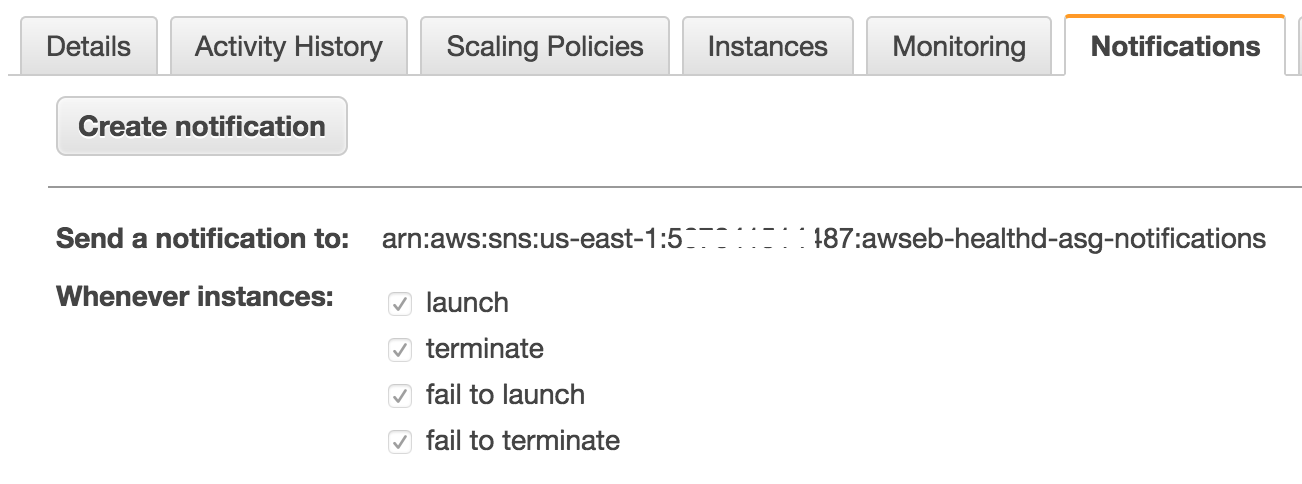 Details Activity History Scaling Policies Instances Monitoring Notifications
Create notification
Send a notification to: arn:aws:sns:us-east-1:5 487:awseb-healthd-asg-notifications
Whenever instances: launch
terminate
fail to launch
fail to terminate